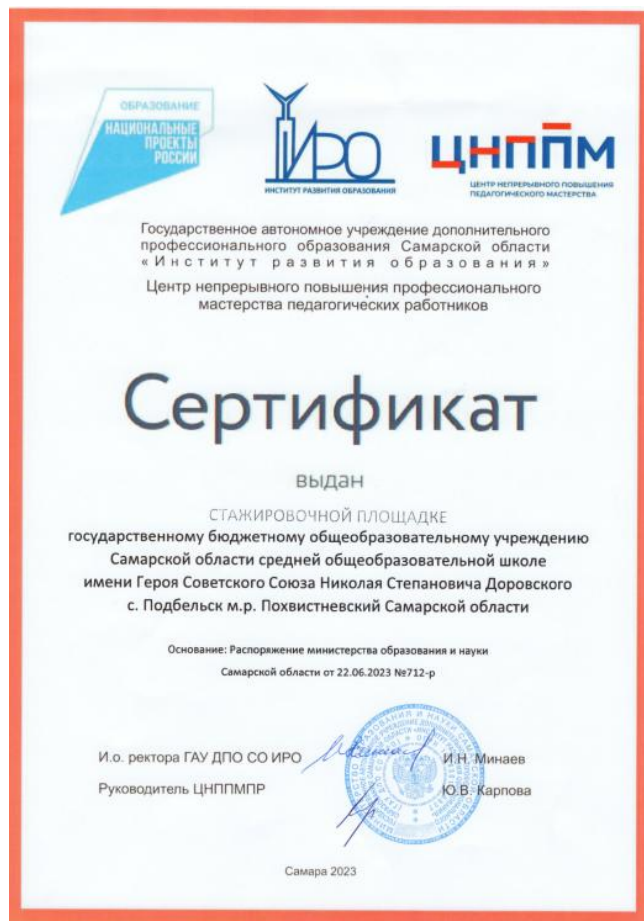 ОБРАЗОВАНИЕ
НАЦИОНАЛЬНЫЕ
ПРОЕКТЫ
РОССИИ
ИРО
ИНСТИТУТ РАЗВИТИЯ ОБРАЗОВАНИЯ
ЦНППМ
ЦЕНТР НЕПРЕРЫВНОГО ПОВЫШЕНИЯ
ПЕДАГОГИЧЕСКОГО МАСТЕРСТВА
Государственное автономное учреждение дополнительного
профессионального образования Самарской области
«Институт развития образования»
Центр непрерывного повышения профессионального
мастерства педагогических работников
Сертификат
выдан
СТАЖИРОВОЧНОЙ ПЛОЩАДКЕ
государственному бюджетному общеобразовательному учреждению
Самарской области средней общеобразовательной школе
имени Героя Советского Союза Николая Степановича Доровского
с. Подбельск м.р. Похвистневский Самарской области
Основание: Распоряжение министерства образования и науки
Самарской области от 22.06.2023 №712-р
И.о. ректора ГАУ ДПО СО ИРО
И.Н. Минаев
Руководитель ЦНППМПР
Ю.В. Карпова
Самара 2023